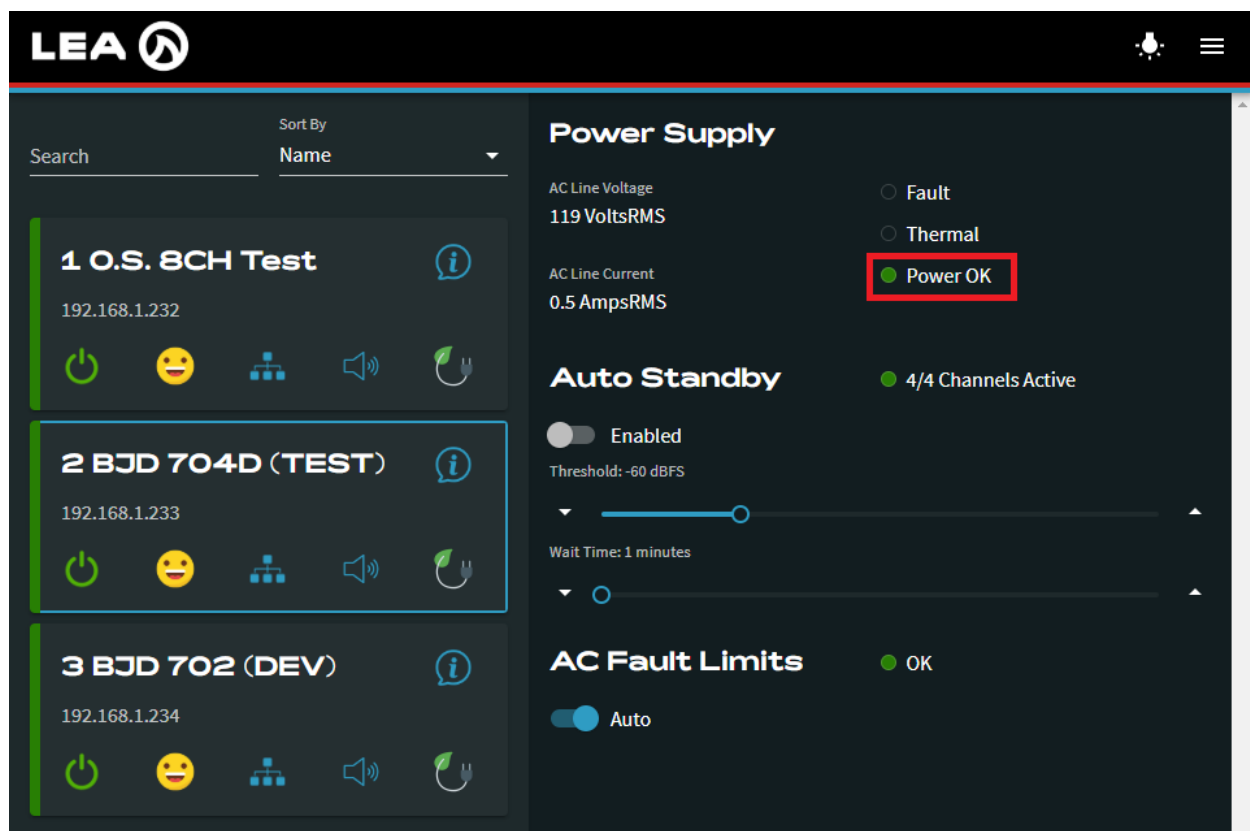 LEA
Search
Sort By
Name
1 O.S. 8CH Test
192.168.1.232
2 BJD 704D (TEST)
192.168.1.233
3 BJD 702 (DEV)
192.168.1.234
Power Supply
AC Line Voltage
119 VoltsRMS
AC Line Current
0.5 AmpsRMS
Fault
Thermal
Power OK
Auto Standby
4/4 Channels Active
Enabled
Threshold: -60 dBFS
Wait Time: 1 minutes
AC Fault Limits
OK
Auto